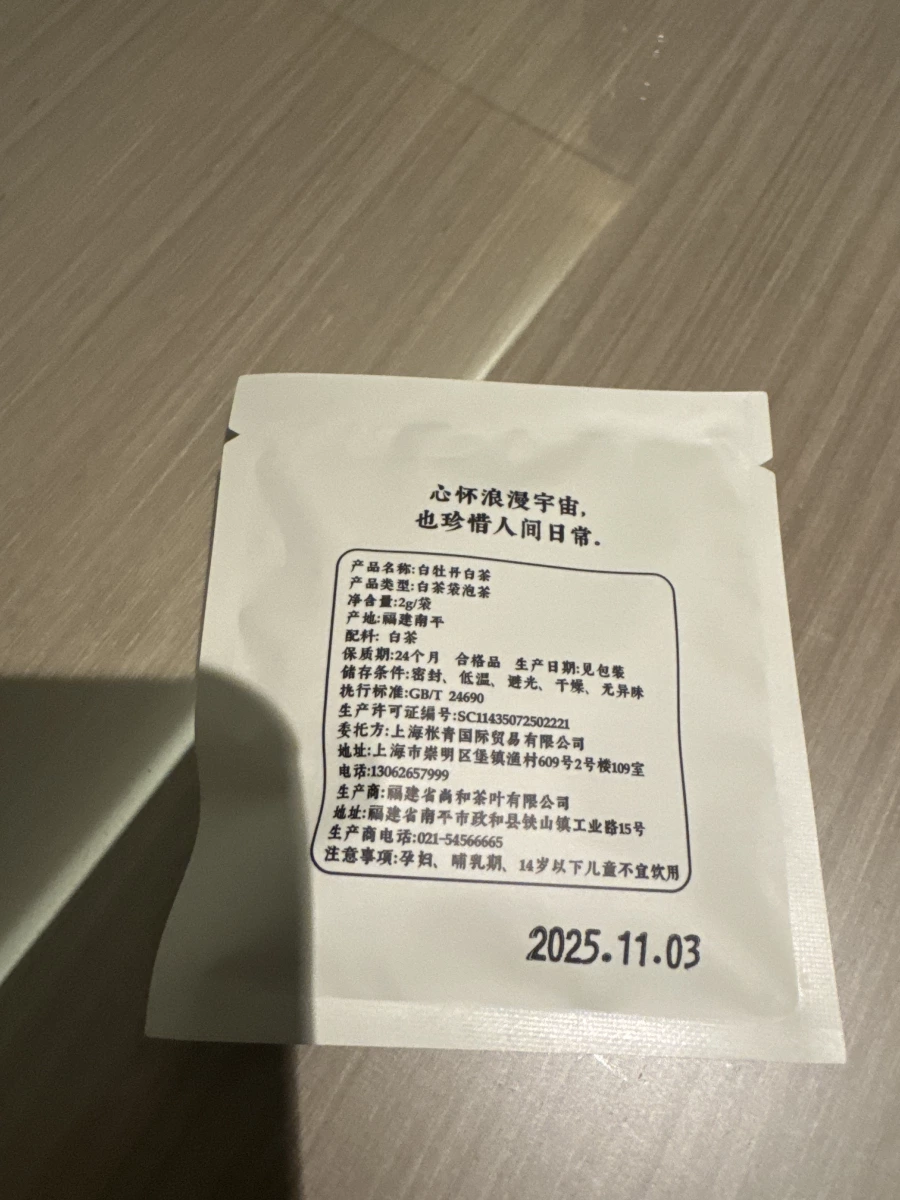 心怀浪漫宇宙,
也珍惜人间日常.
产品名称:白牡丹白茶
产品类型:白茶袋泡茶
净含量:2g/袋
产地:福建南平
配料: 白茶
保质期:24个月 合格品 生产日期:见包装
储存条件:密封、低温、避光、干燥、无异味
执行标准:GB/T 24690
生产许可证编号:SC11435072502221
委托方:上海枨青国际贸易有限公司
地址:上海市崇明区堡镇渔村609号2号楼109室
电话:13062657999
生产商:福建省尚和茶叶有限公司
地址:福建省南平市政和县铁山镇工业路15号
生产商电话:021-54566665
注意事项:孕妇、哺乳期、14岁以下儿童不宜饮用
2025.11.03